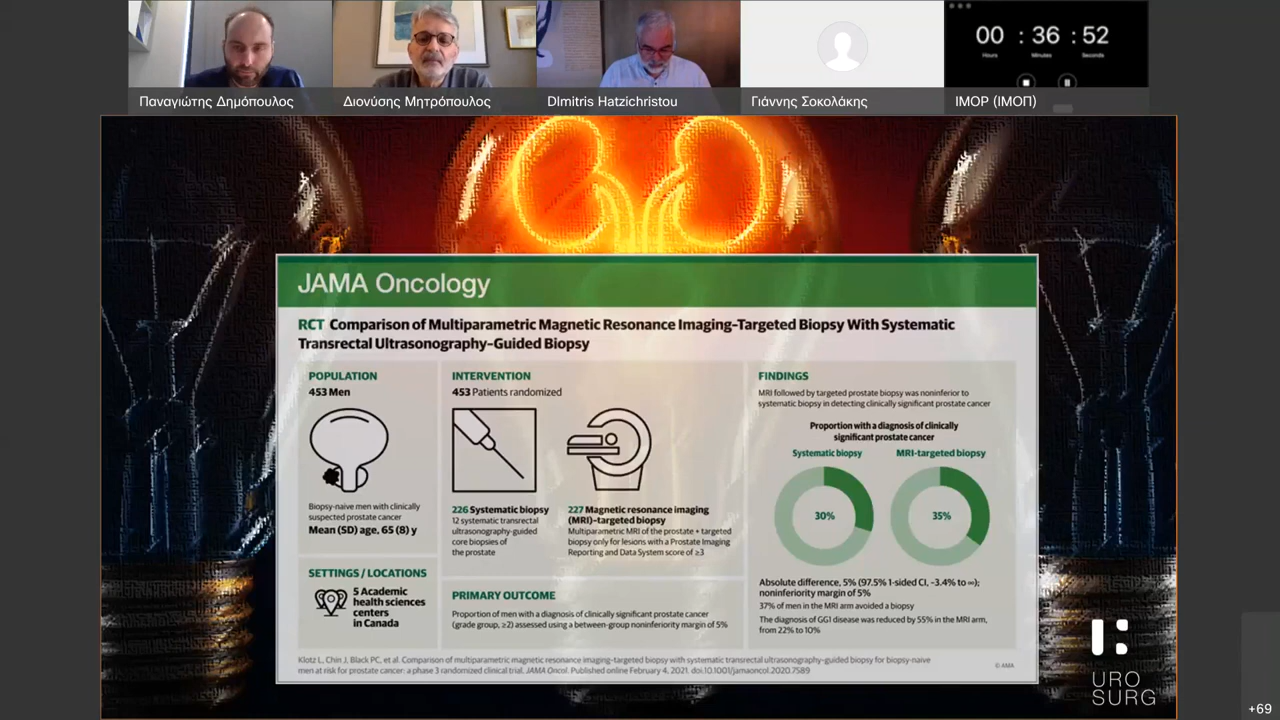 00 : 36 : 52
Hours Minutes Seconds
Παναγιώτης Δημόπουλος
Διονύσης Μητρόπουλος
DImitris Hatzichristou
Γιάννης Σοκολάκης
IMOP (ΙΜΟΠ)
JAMA Oncology
RCT Comparison of Multiparametric Magnetic Resonance Imaging–Targeted Biopsy With Systematic
Transrectal Ultrasonography–Guided Biopsy
POPULATION
453 Men
Biopsy-naive men with clinically
suspected prostate cancer
Mean (SD) age, 65 (8) y
SETTINGS / LOCATIONS
5 Academic
health sciences
centers
in Canada
INTERVENTION
453 Patients randomized
226 Systematic biopsy
12 systematic transrectal
ultrasonography-guided
core biopsies of
the prostate
227 Magnetic resonance imaging
(MRI)–targeted biopsy
Multiparametric MRI of the prostate + targeted
biopsy only for lesions with a Prostate Imaging
Reporting and Data System score of ≥3
PRIMARY OUTCOME
Proportion of men with a diagnosis of clinically significant prostate cancer
(grade group, ≥2) assessed using a between-group noninferiority margin of 5%
FINDINGS
MRI followed by targeted prostate biopsy was noninferior to
systematic biopsy in detecting clinically significant prostate cancer
Proportion with a diagnosis of clinically
significant prostate cancer
Systematic biopsy
MRI-targeted biopsy
30%
35%
Absolute difference, 5% (97.5% 1-sided CI, –3.4% to ∞);
noninferiority margin of 5%
37% of men in the MRI arm avoided a biopsy
The diagnosis of GG1 disease was reduced by 55% in the MRI arm,
from 22% to 10%
Klotz L, Chin J, Black PC, et al. Comparison of multiparametric magnetic resonance imaging–targeted biopsy with systematic transrectal ultrasonography–guided biopsy for biopsy-naive
men at risk for prostate cancer: a phase 3 randomized clinical trial. JAMA Oncol. Published online February 4, 2021. doi:10.1001/jamaoncol.2020.7589
© AMA
URO
SURG
+69